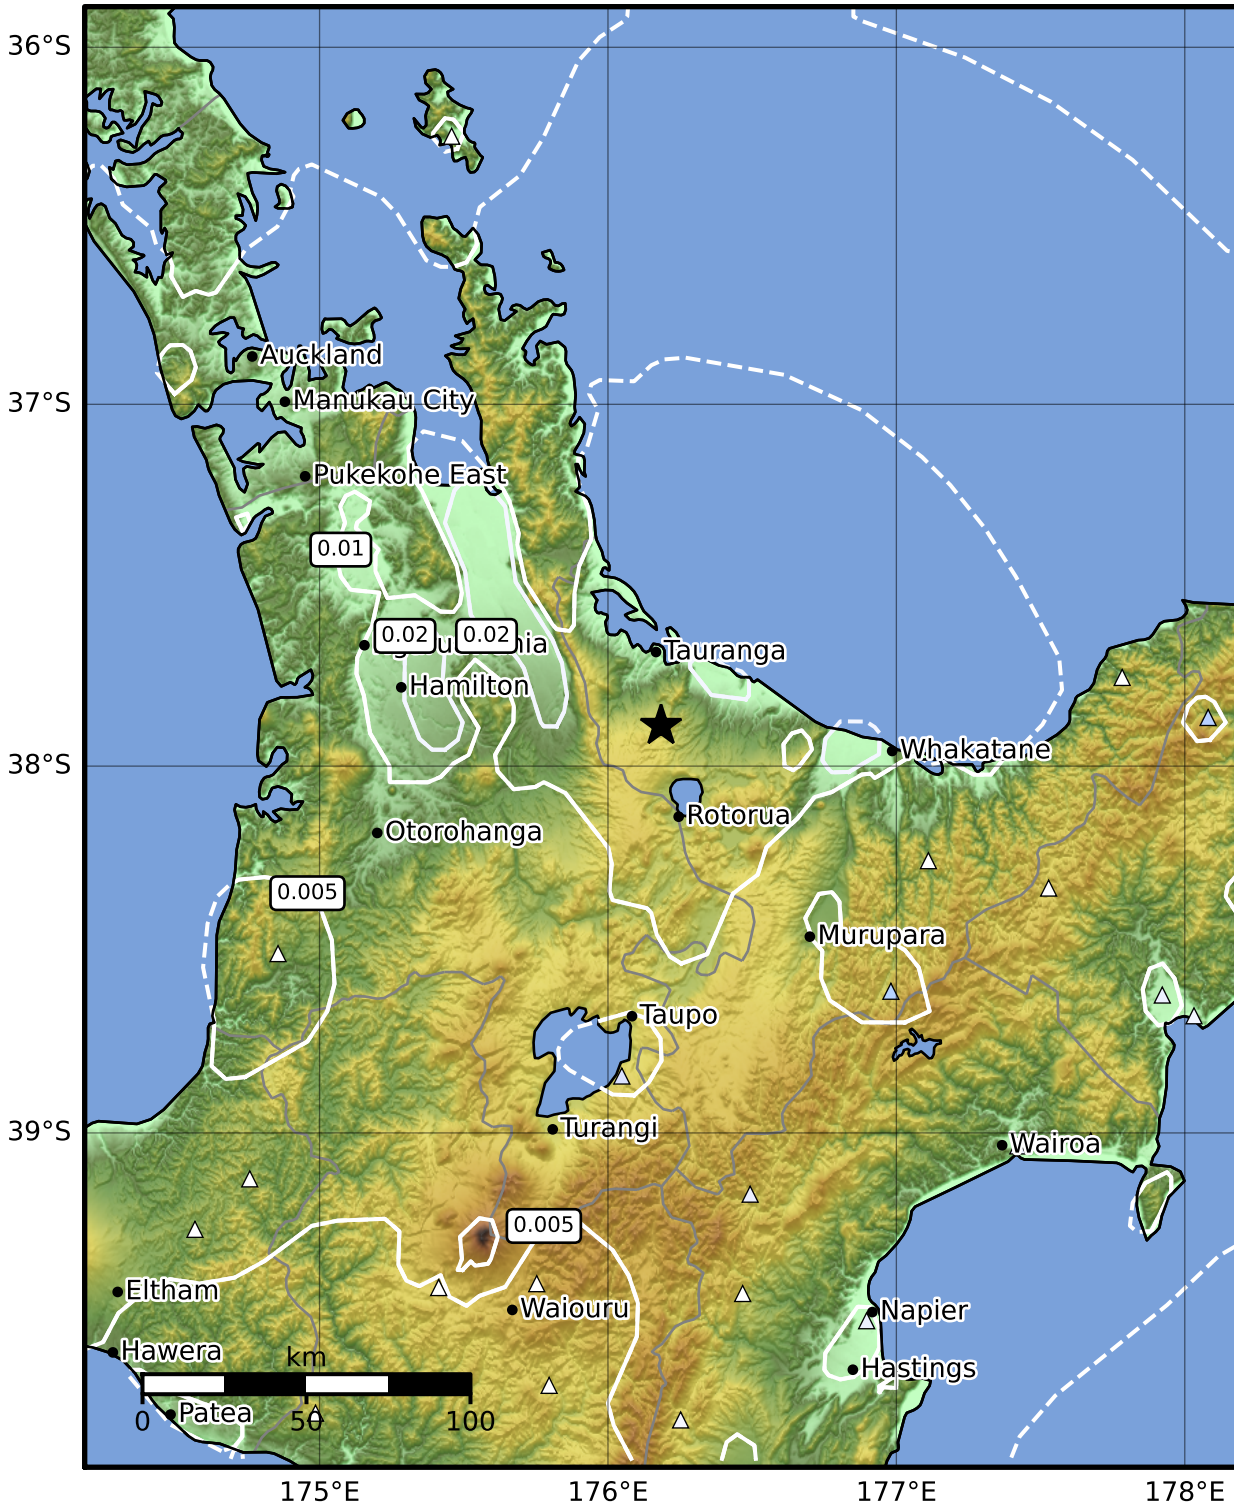 36°S
Auckland
37°S
Manukau City
Pukekohe East
0.01
0.02
0.02
Tauranga
Hamilton
Whakatane
38°S
Rotorua
Otorohanga
0.005
Murupara
Taupo
Turangi
39°S
Wairoa
0.005
Eltham
Waiouru
Napier
Hawera
km
Hastings
Patea
0
50
100
175°E
176°E
177°E
178°E